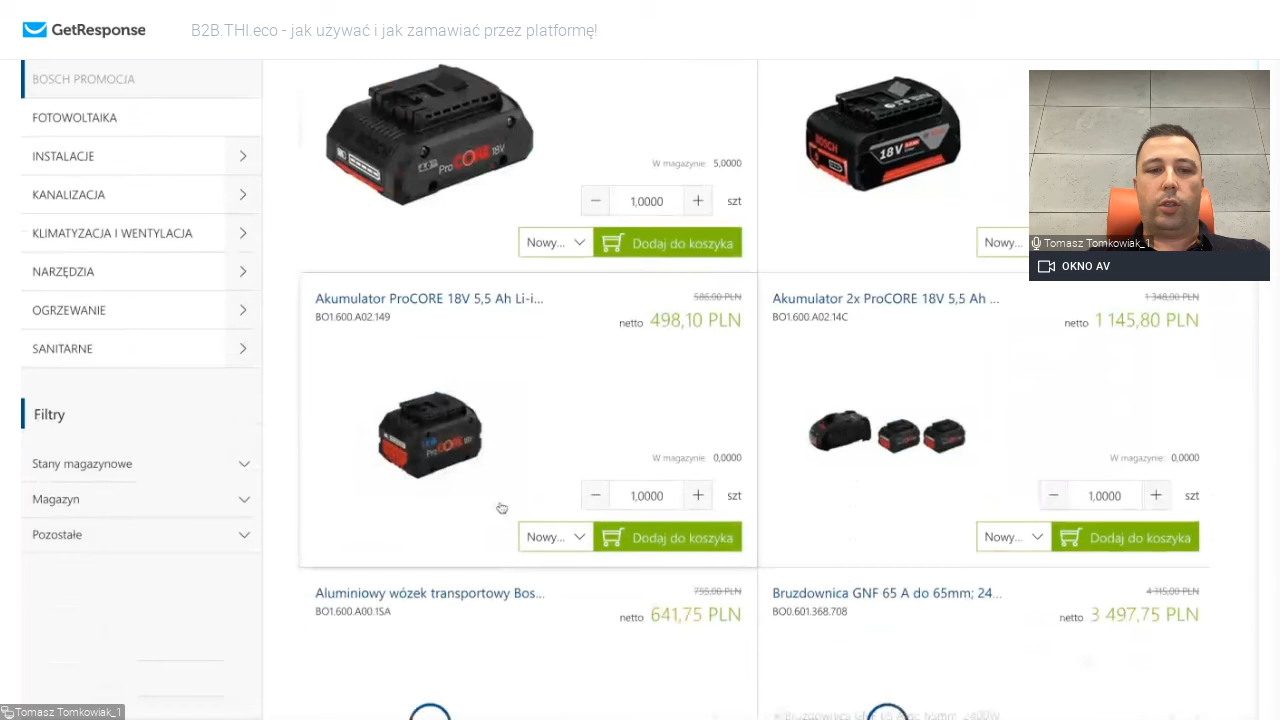 GetResponse
B2B.THI.eco - jak używać i jak zamawiać przez platformę!
BOSCH PROMOCJA
FOTOWOLTAIKA
INSTALACJE
KANALIZACJA
KLIMATYZACJA I WENTYLACJA
NARZĘDZIA
OGRZEWANIE
SANITARNE
Filtry
Stany magazynowe
Magazyn
Pozostałe
ProCORE 18V
W magazynie: 5,0000
1,0000 szt
Nowy... Dodaj do koszyka
BOSCH
18V
Nowy...
Tomasz Tomkowiak_1
OKNO AV
Akumulator ProCORE 18V 5,5 Ah Li-i...
586,00 PLN
BO1.600.A02.149
netto 498,10 PLN
ProCORE 18V
W magazynie: 0,0000
1,0000 szt
Nowy... Dodaj do koszyka
Akumulator 2x ProCORE 18V 5,5 Ah ...
1 348,00 PLN
BO1.600.A02.14C
netto 1 145,80 PLN
W magazynie: 0,0000
1,0000 szt
Nowy... Dodaj do koszyka
Aluminiowy wózek transportowy Bos...
755,00 PLN
BO1.600.A00.1SA
netto 641,75 PLN
Bruzdownica GNF 65 A do 65mm; 24...
4 115,00 PLN
BO0.601.368.708
netto 3 497,75 PLN
Tomasz Tomkowiak_1